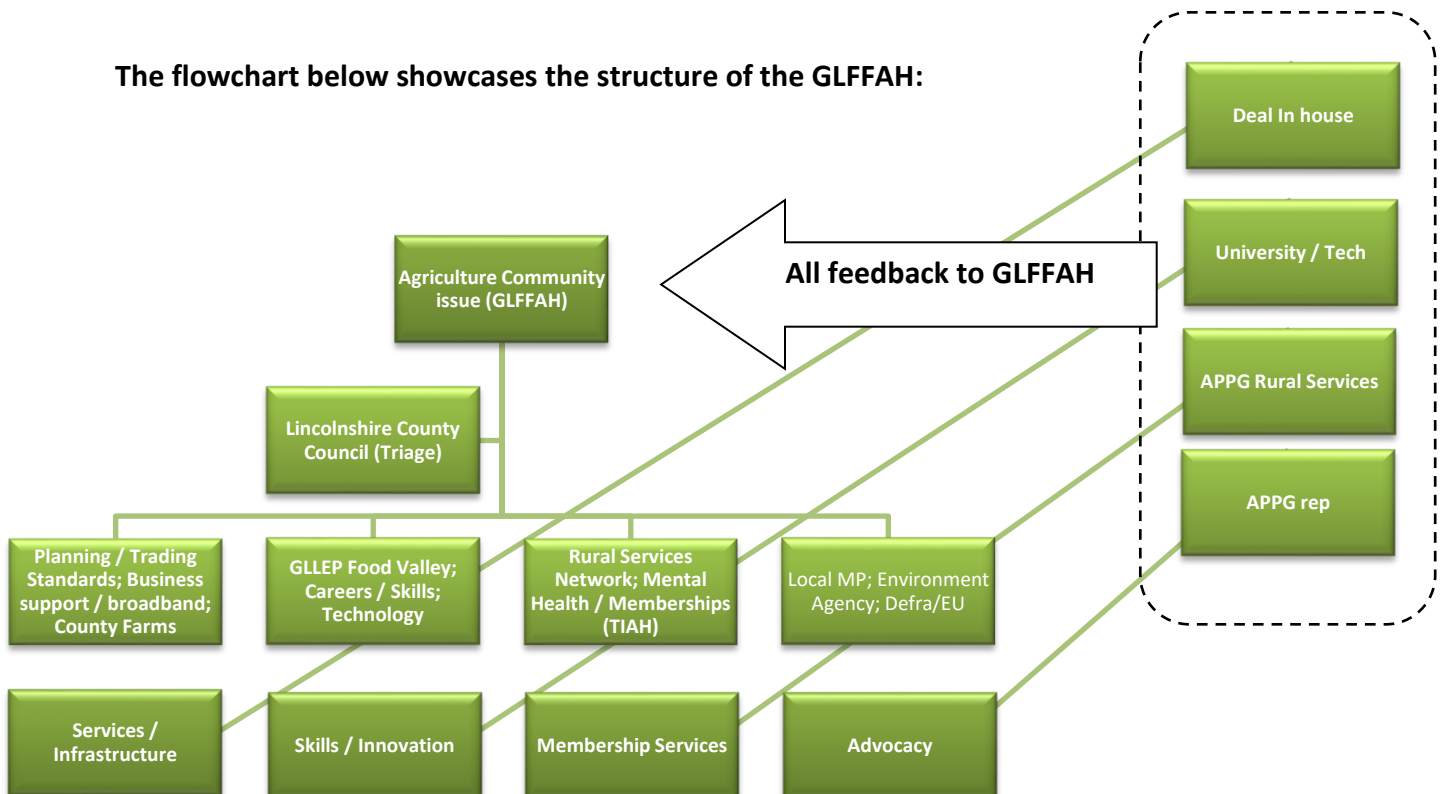 The flowchart below showcases the structure of the GLFFAH:
Deal In house
University / Tech
APPG Rural Services
APPG rep
All feedback to GLFFAH
Agriculture Community
issue (GLFFAH)
Lincolnshire County
Council (Triage)
Planning / Trading
Standards; Business
support / broadband;
County Farms
GLLEP Food Valley;
Careers / Skills;
Technology
Rural Services
Network; Mental
Health / Memberships
(TIAH)
Local MP; Environment
Agency; Defra/EU
Services /
Infrastructure
Skills / Innovation
Membership Services
Advocacy